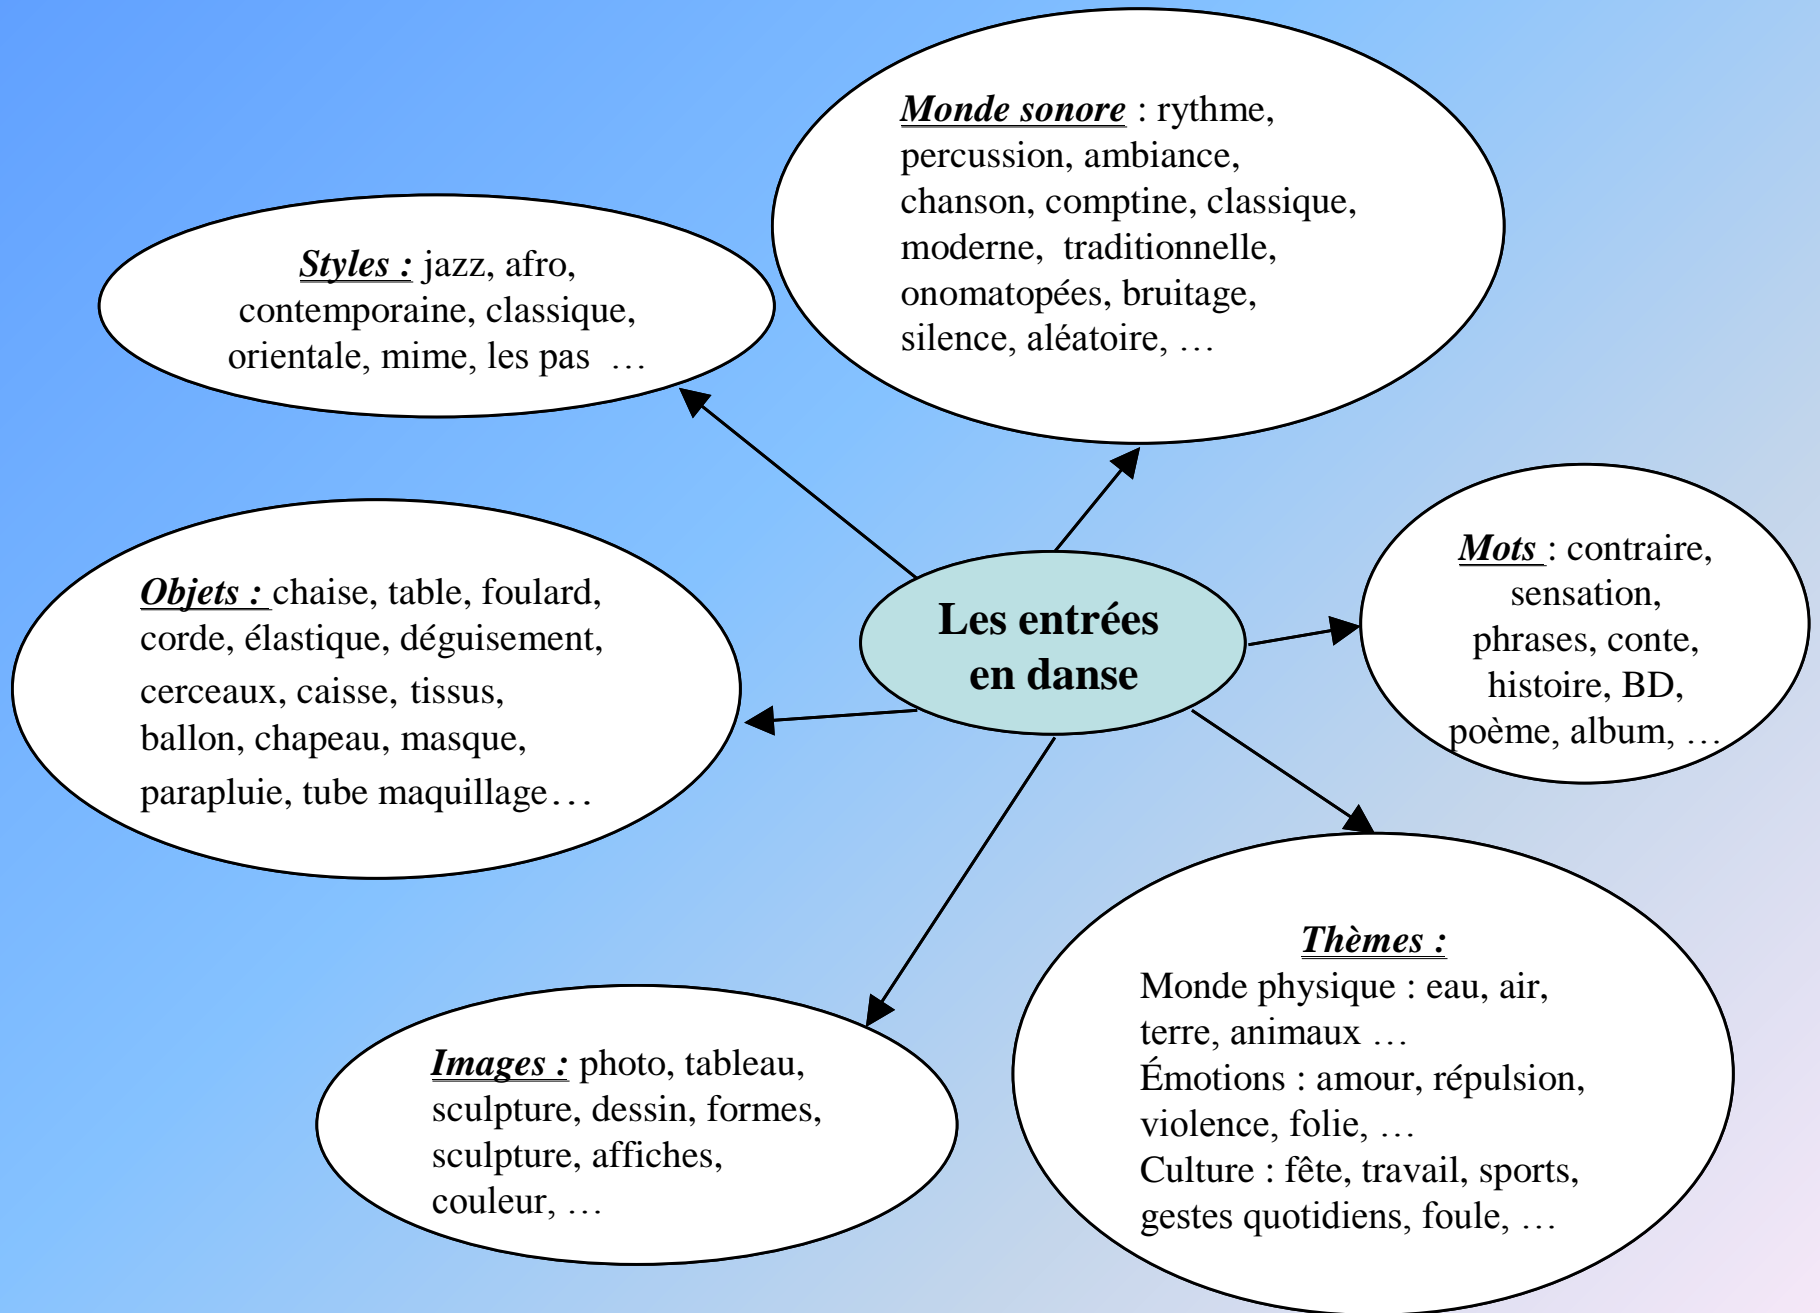 Monde sonore : rythme,
percussion, ambiance,
chanson, comptine, classique,
moderne, traditionnelle,
onomatopées, bruitage,
silence, aléatoire, …
Styles : jazz, afro,
contemporaine, classique,
orientale, mime, les pas …
Mots : contraire,
sensation,
phrases, conte,
histoire, BD,
poème, album, …
Objets : chaise, table, foulard,
corde, élastique, déguisement,
cerceaux, caisse, tissus,
ballon, chapeau, masque,
parapluie, tube maquillage…
Les entrées
en danse
Thèmes :
Monde physique : eau, air,
terre, animaux …
Émotions : amour, répulsion,
violence, folie, …
Culture : fête, travail, sports,
gestes quotidiens, foule, …
Images : photo, tableau,
sculpture, dessin, formes,
sculpture, affiches,
couleur, …